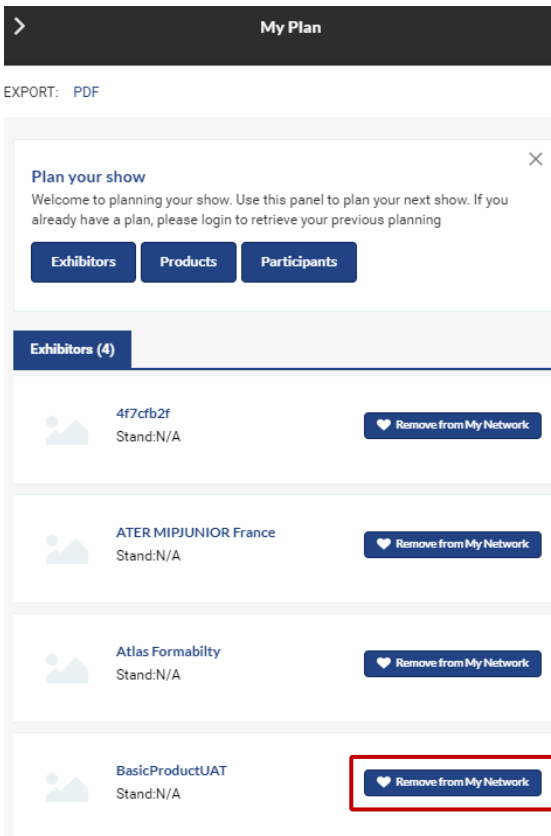 My Plan
EXPORT: PDF
Plan your show
Welcome to planning your show. Use this panel to plan your next show. If you
already have a plan, please login to retrieve your previous planning
Exhibitors Products Participants
Exhibitors (4)
4f7cfb2f
Stand:N/A
Remove from My Network
ATER MIPJUNIOR France
Stand:N/A
Remove from My Network
Atlas Formabilty
Stand:N/A
Remove from My Network
BasicProductUAT
Stand:N/A
Remove from My Network